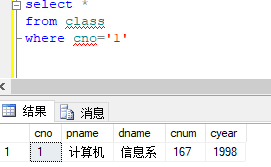 select *
from class
where cno='1'
结果 消息
cno pname dname cnum cyear
1 1 计算机 信息系 167 1998